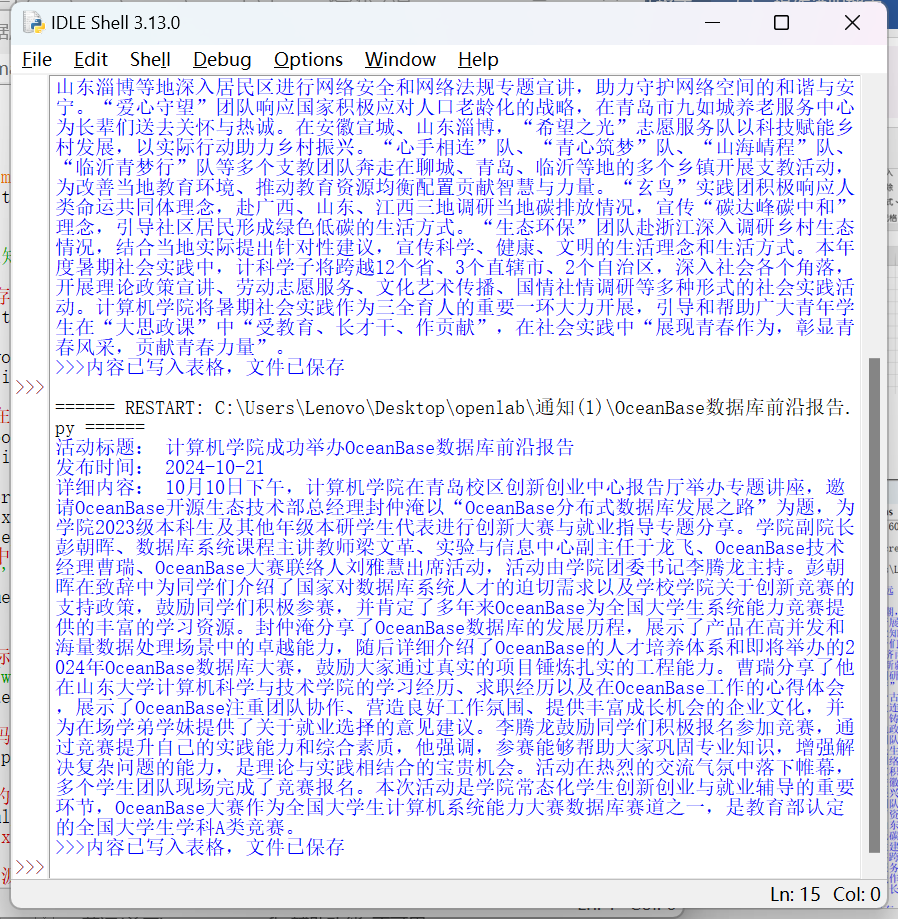 IDLE Shell 3.13.0
File Edit Shell Debug Options Window Help
山东淄博等地深入居民区进行网络安全和网络法规专题宣讲，助力守护网络空间的和谐与安
宁。“爱心守望”团队响应国家积极应对人口老龄化的战略，在青岛市九如城养老服务中心
为长辈们送去关怀与热诚。在安徽宣城、山东淄博，“希望之光”志愿服务队以科技赋能乡
村发展，以实际行动助力乡村振兴。“心手相连”队、“青心筑梦”队、“山海崝程”队、
“临沂青梦行”队等多个支教团队奔走在聊城、青岛、临沂等地的多个乡镇开展支教活动，
为改善当地教育环境、推动教育资源均衡配置贡献智慧与力量。“玄鸟”实践团积极响应人
类命运共同体理念，赴广西、山东、江西三地调研当地碳排放情况，宣传“碳达峰碳中和”
理念，引导社区居民形成绿色低碳的生活方式。“生态环保”团队赴浙江深入调研乡村生态
情况，结合当地实际提出针对性建议，宣传科学、健康、文明的生活理念和生活方式。本年
度暑期社会实践中，计科学子将跨越12个省、3个直辖市、2个自治区，深入社会各个角落，
开展理论政策宣讲、劳动志愿服务、文化艺术传播、国情社情调研等多种形式的社会实践活
动。计算机学院将暑期社会实践作为三全育人的重要一环大力开展，引导和帮助广大青年学
生在“大思政课”中“受教育、长才干、作贡献”，在社会实践中“展现青春作为，彰显青
春风采，贡献青春力量”。
>>>内容已写入表格，文件已保存
>>>
====== RESTART: C:\Users\Lenovo\Desktop\openlab\通知(1)\OceanBase数据库前沿报告.
py ======
活动标题： 计算机学院成功举办OceanBase数据库前沿报告
发布时间： 2024-10-21
详细内容： 10月10日下午，计算机学院在青岛校区创新创业中心报告厅举办专题讲座，邀
请OceanBase开源生态技术部总经理封仲淹以“OceanBase分布式数据库发展之路”为题，为
学院2023级本科生及其他年级本研学生代表进行创新大赛与就业指导专题分享。学院副院长
彭朝晖、数据库系统课程主讲教师梁文革、实验与信息中心副主任于龙飞、OceanBase技术
经理曹瑞、OceanBase大赛联络人刘雅慧出席活动，活动由学院团委书记李腾龙主持。彭朝
晖在致辞中为同学们介绍了国家对数据库系统人才的迫切需求以及学校学院关于创新竞赛的
支持政策，鼓励同学们积极参赛，并肯定了多年来OceanBase为全国大学生系统能力竞赛提
供的丰富的学习资源。封仲淹分享了OceanBase数据库的发展历程，展示了产品在高并发和
海量数据处理场景中的卓越能力，随后详细介绍了OceanBase的人才培养体系和即将举办的2
024年OceanBase数据库大赛，鼓励大家通过真实的项目锤炼扎实的工程能力。曹瑞分享了他
在山东大学计算机科学与技术学院的学习经历、求职经历以及在OceanBase工作的心得体会
，展示了OceanBase注重团队协作、营造良好工作氛围、提供丰富成长机会的企业文化，并
为在场学弟学妹提供了关于就业选择的意见建议。李腾龙鼓励同学们积极报名参加竞赛，通
过竞赛提升自己的实践能力和综合素质，他强调，参赛能够帮助大家巩固专业知识，增强解
决复杂问题的能力，是理论与实践相结合的宝贵机会。活动在热烈的交流气氛中落下帷幕，
多个学生团队现场完成了竞赛报名。本次活动是学院常态化学生创新创业与就业辅导的重要
环节，OceanBase大赛作为全国大学生计算机系统能力大赛数据库赛道之一，是教育部认定
的全国大学生学科A类竞赛。
>>>内容已写入表格，文件已保存
>>>
Ln: 15 Col: 0